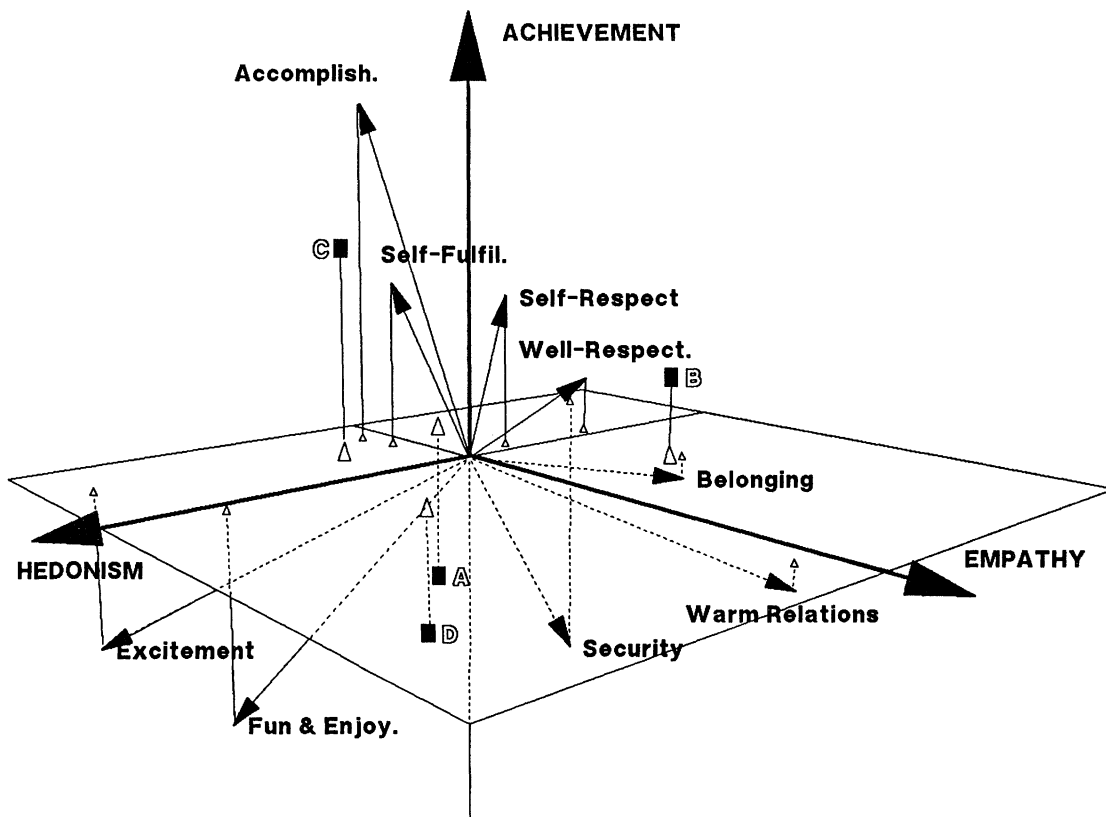 ACHIEVEMENT
Accomplish.
C
Self-Fulfil.
Self-Respect
Well-Respect.
B
Belonging
HEDONISM
A
EMPATHY
Warm Relations
D
Excitement
Security
Fun & Enjoy.